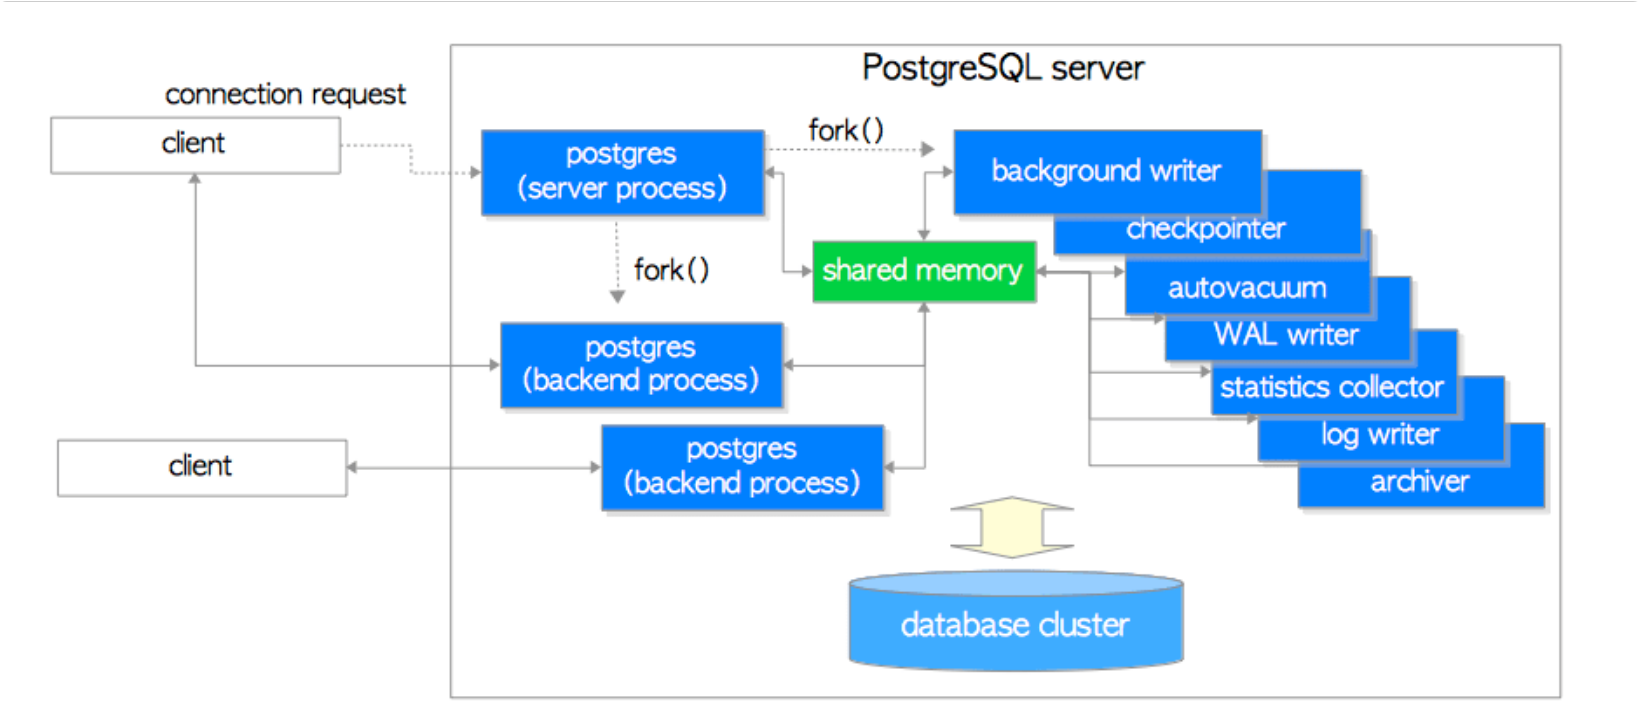 PostgreSQL server
connection request
client
postgres
(server process)
fork()
background writer
checkpointer
fork()
shared memory
autovacuum
WAL writer
postgres
(backend process)
statistics collector
log writer
postgres
(backend process)
client
archiver
database cluster